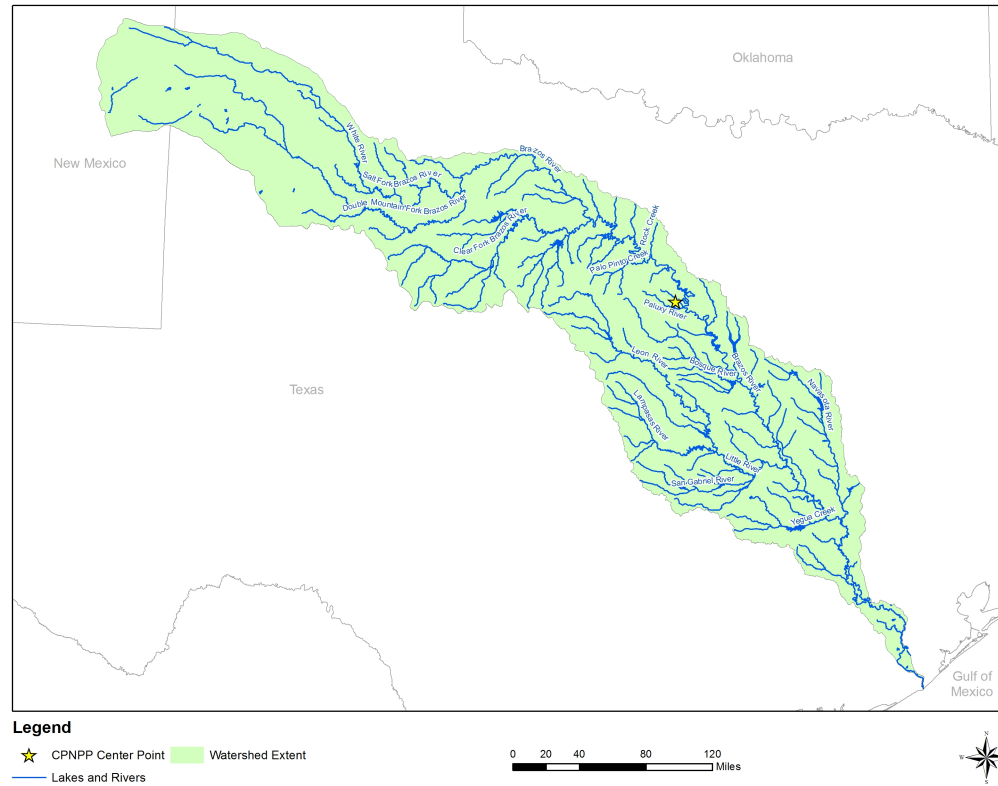 Oklahoma
New Mexico
White River
Brazos River
Salt Fork Brazos River
Double Mountain Fork Brazos River
Clear Fork Brazos River
Rock Creek
Palo Pinto Creek
Paluxy River
Leon River
Bosque River
Brazos River
Navasota River
Texas
Lampasas River
Little River
San Gabriel River
Yegua Creek
Gulf of
Mexico
Legend
CPNPP Center Point
Watershed Extent
Lakes and Rivers
0 20 40 80 120
Miles
N
W
S